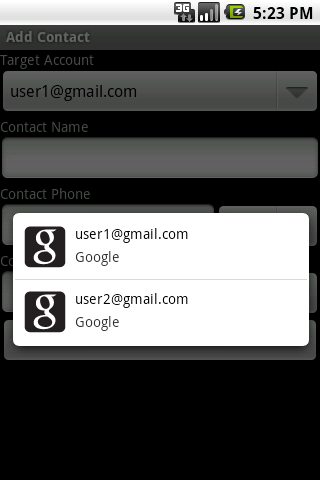 3G
5:23 PM
Add Contact
Target Account
user1@gmail.com
Contact Name
Contact Phone
g
user1@gmail.com
Google
Co
g
user2@gmail.com
Google